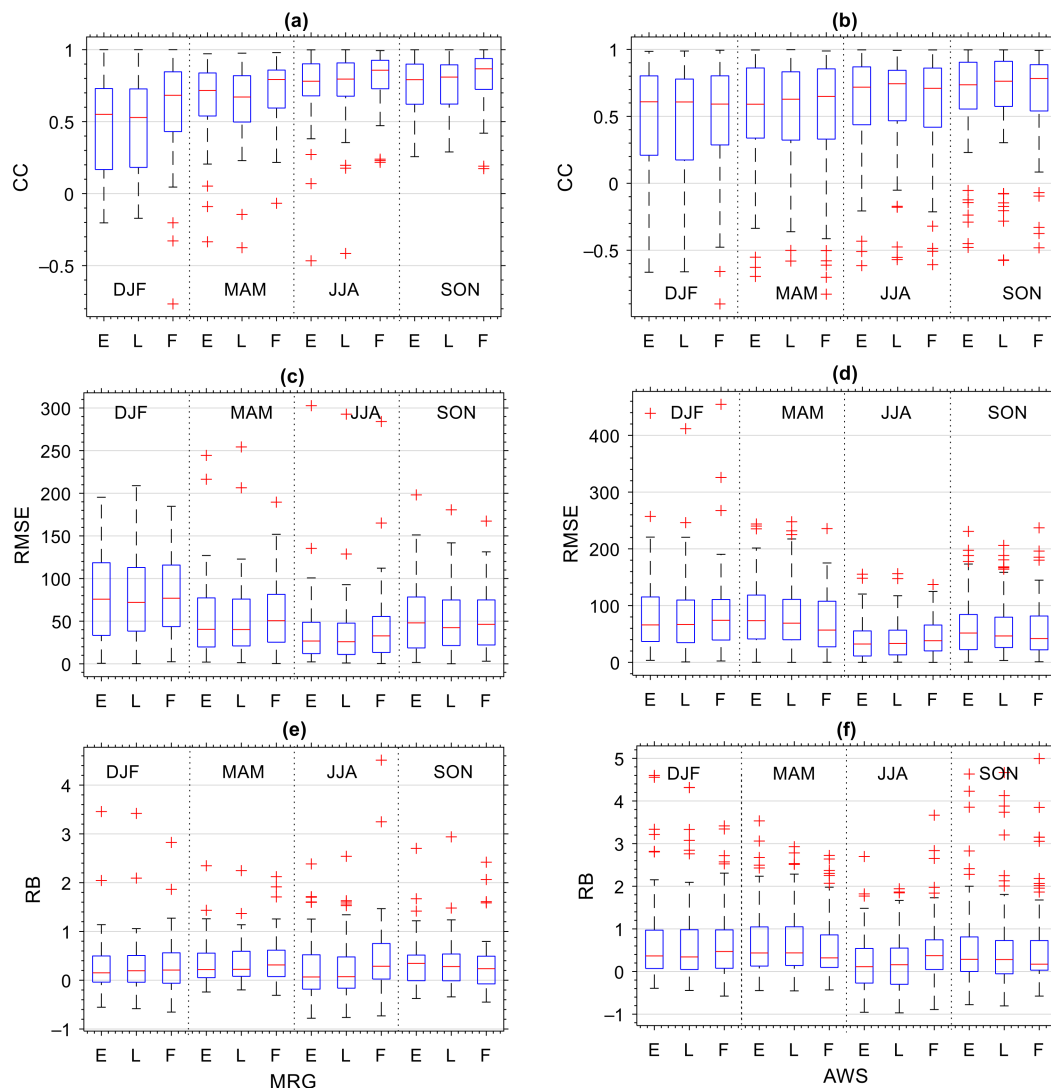 (a)
(b)
1
0.5
0
–0.5
CC
DJF MAM JJA SON
E L F E L F E L F E L F
1
0.5
0
–0.5
CC
DJF MAM JJA SON
E L F E L F E L F E L F
(c)
(d)
300
250
200
150
100
50
0
RMSE
DJF MAM JJA SON
E L F E L F E L F E L F
400
300
200
100
0
RMSE
DJF MAM JJA SON
E L F E L F E L F E L F
(e)
(f)
4
3
2
1
0
–1
RB
DJF MAM JJA SON
E L F E L F E L F E L F
MRG
5
4
3
2
1
0
–1
RB
DJF MAM JJA SON
E L F E L F E L F E L F
AWS